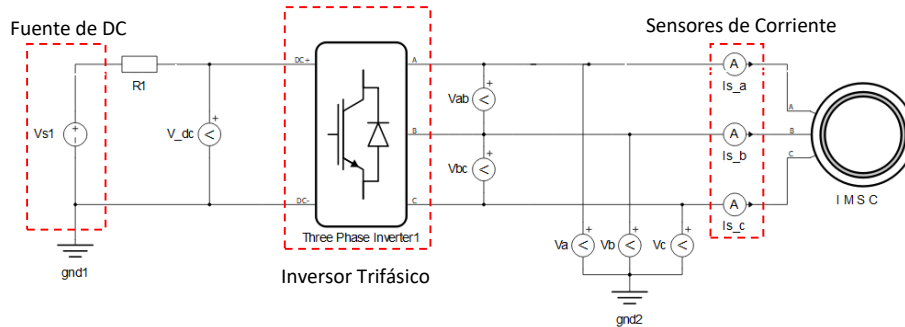 Fuente de DC
Sensores de Corriente
R1
DC+
A
Vab
A
Is_a
A
Vs1
V_dc
B
A
Is_b
B
Vbc
C
DC-
C
A
Is_c
I M S C
Three Phase Inverter1
Inversor Trifásico
Va
Vb
Vc
gnd1
gnd2